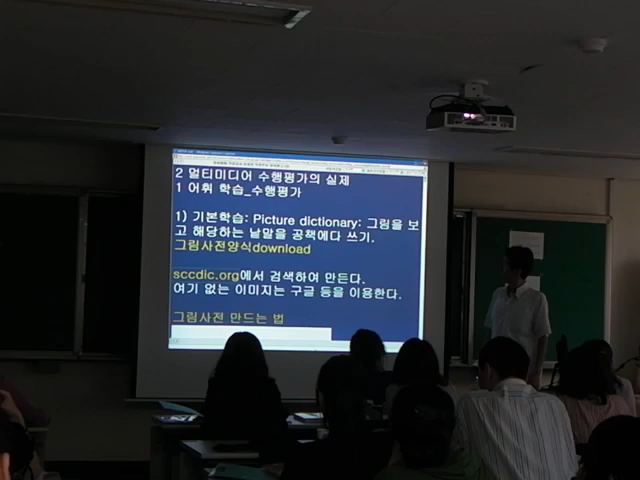 2 멀티미디어 수행평가의 실제
1 어휘 학습_수행평가
1) 기본학습: Picture dictionary: 그림을 보
고 해당하는 낱말을 공책에다 쓰기.
그림사전양식download
sccdic.org에서 검색하여 만든다.
여기 없는 이미지는 구글 등을 이용한다.
그림사전 만드는 법